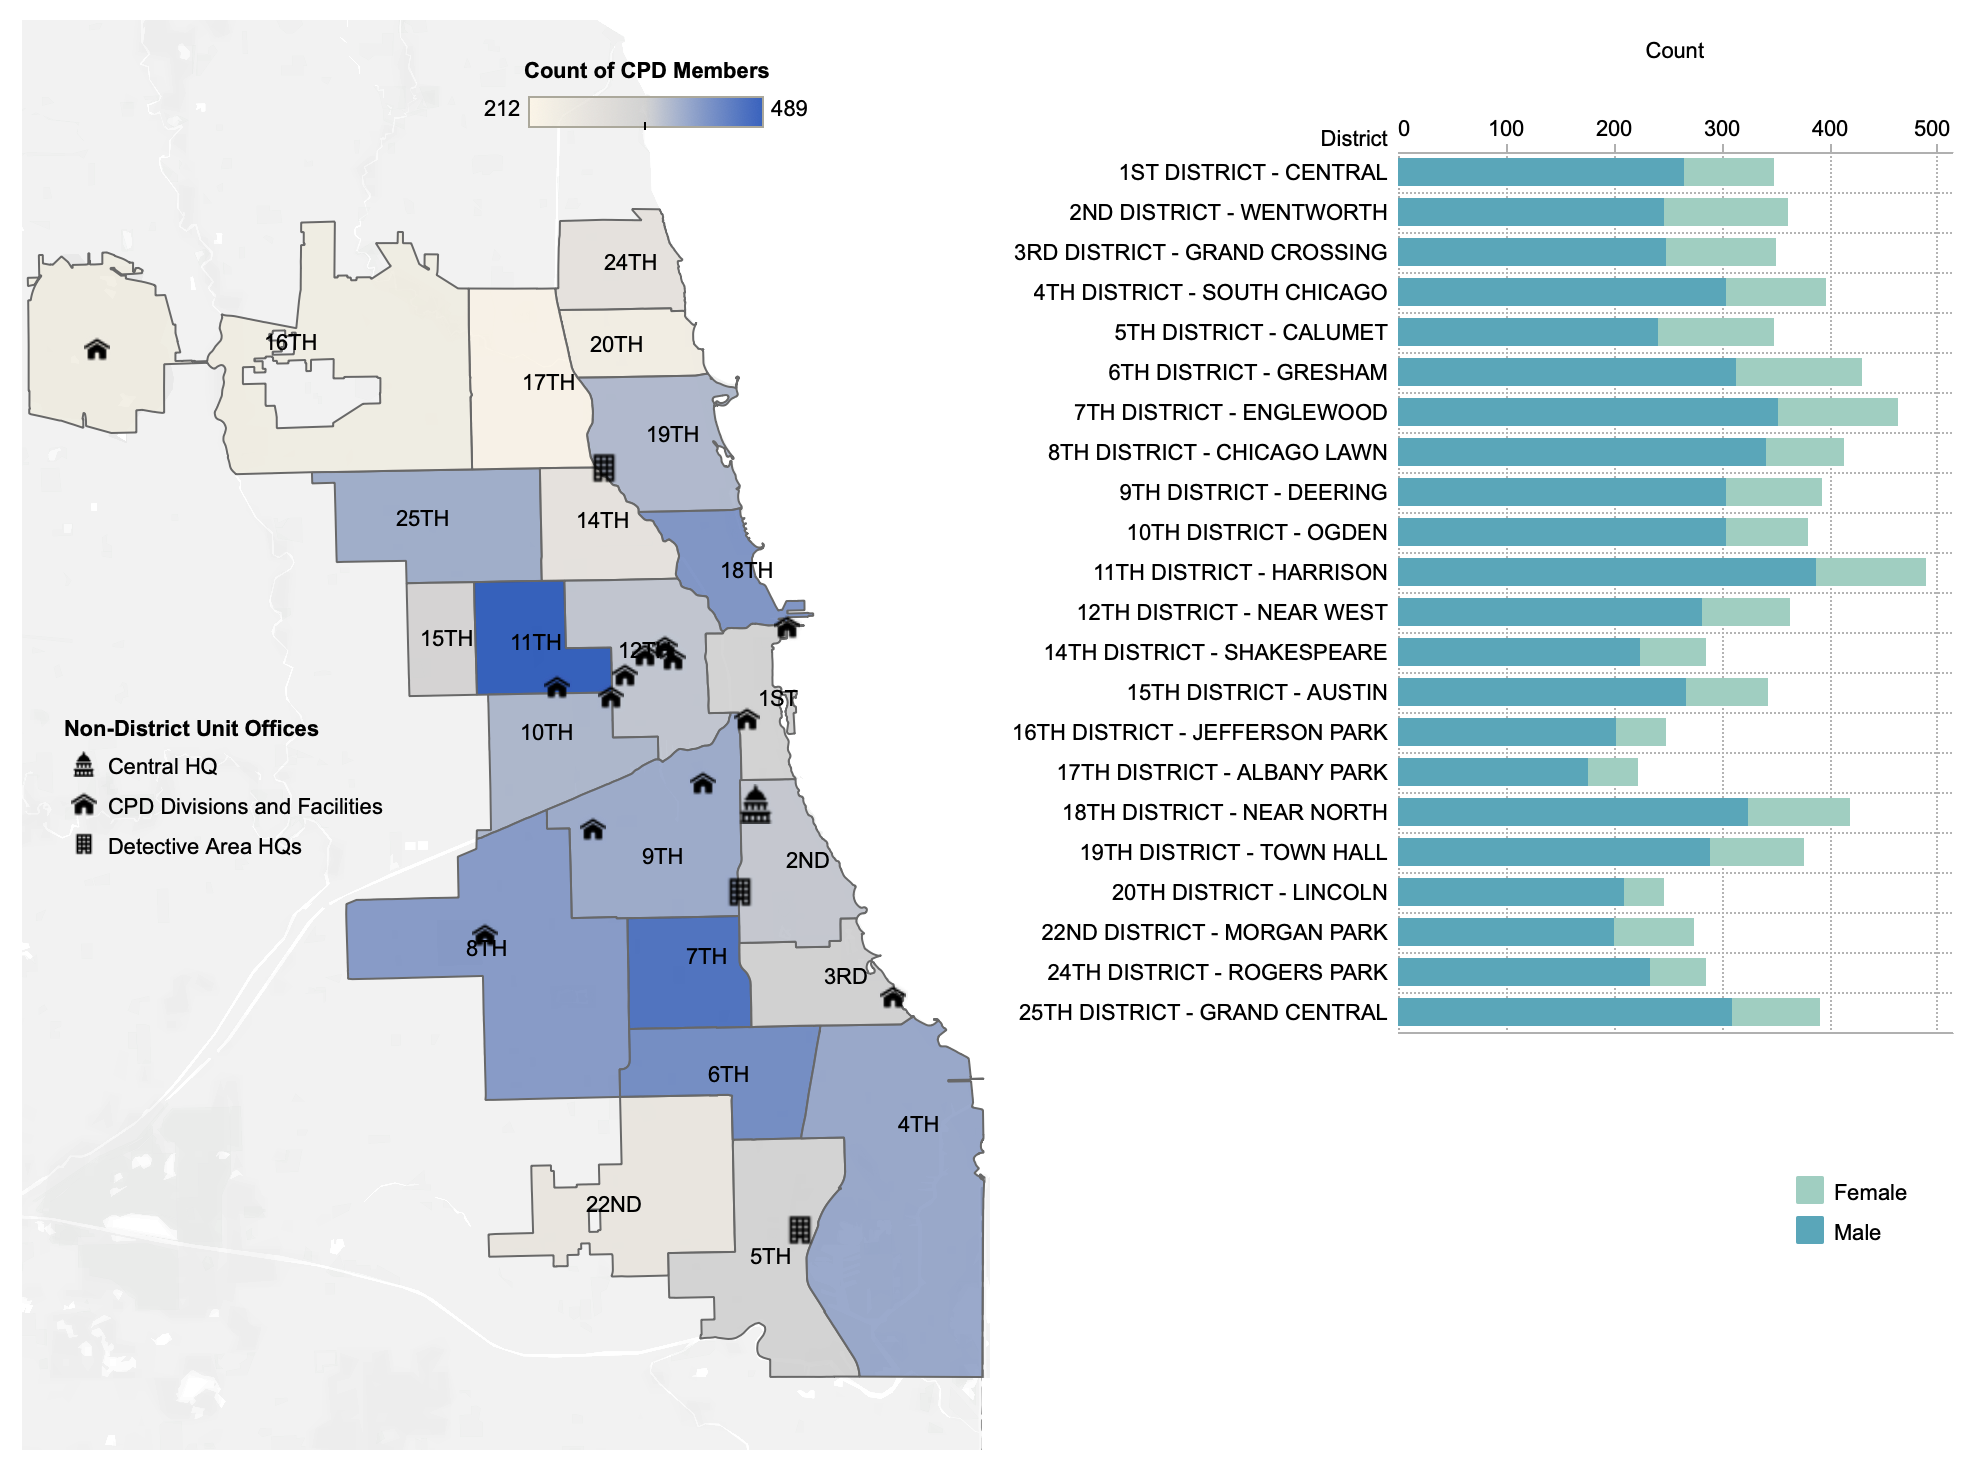 Count of CPD Members
212 489
24TH
16TH
20TH
17TH
19TH
25TH
14TH
18TH
15TH
11TH
1ST
10TH
Non-District Unit Offices
Central HQ
CPD Divisions and Facilities
Detective Area HQs
9TH
2ND
8TH
7TH
3RD
6TH
4TH
22ND
5TH
Count
District 0 100 200 300 400 500
1ST DISTRICT - CENTRAL
2ND DISTRICT - WENTWORTH
3RD DISTRICT - GRAND CROSSING
4TH DISTRICT - SOUTH CHICAGO
5TH DISTRICT - CALUMET
6TH DISTRICT - GRESHAM
7TH DISTRICT - ENGLEWOOD
8TH DISTRICT - CHICAGO LAWN
9TH DISTRICT - DEERING
10TH DISTRICT - OGDEN
11TH DISTRICT - HARRISON
12TH DISTRICT - NEAR WEST
14TH DISTRICT - SHAKESPEARE
15TH DISTRICT - AUSTIN
16TH DISTRICT - JEFFERSON PARK
17TH DISTRICT - ALBANY PARK
18TH DISTRICT - NEAR NORTH
19TH DISTRICT - TOWN HALL
20TH DISTRICT - LINCOLN
22ND DISTRICT - MORGAN PARK
24TH DISTRICT - ROGERS PARK
25TH DISTRICT - GRAND CENTRAL
Female
Male